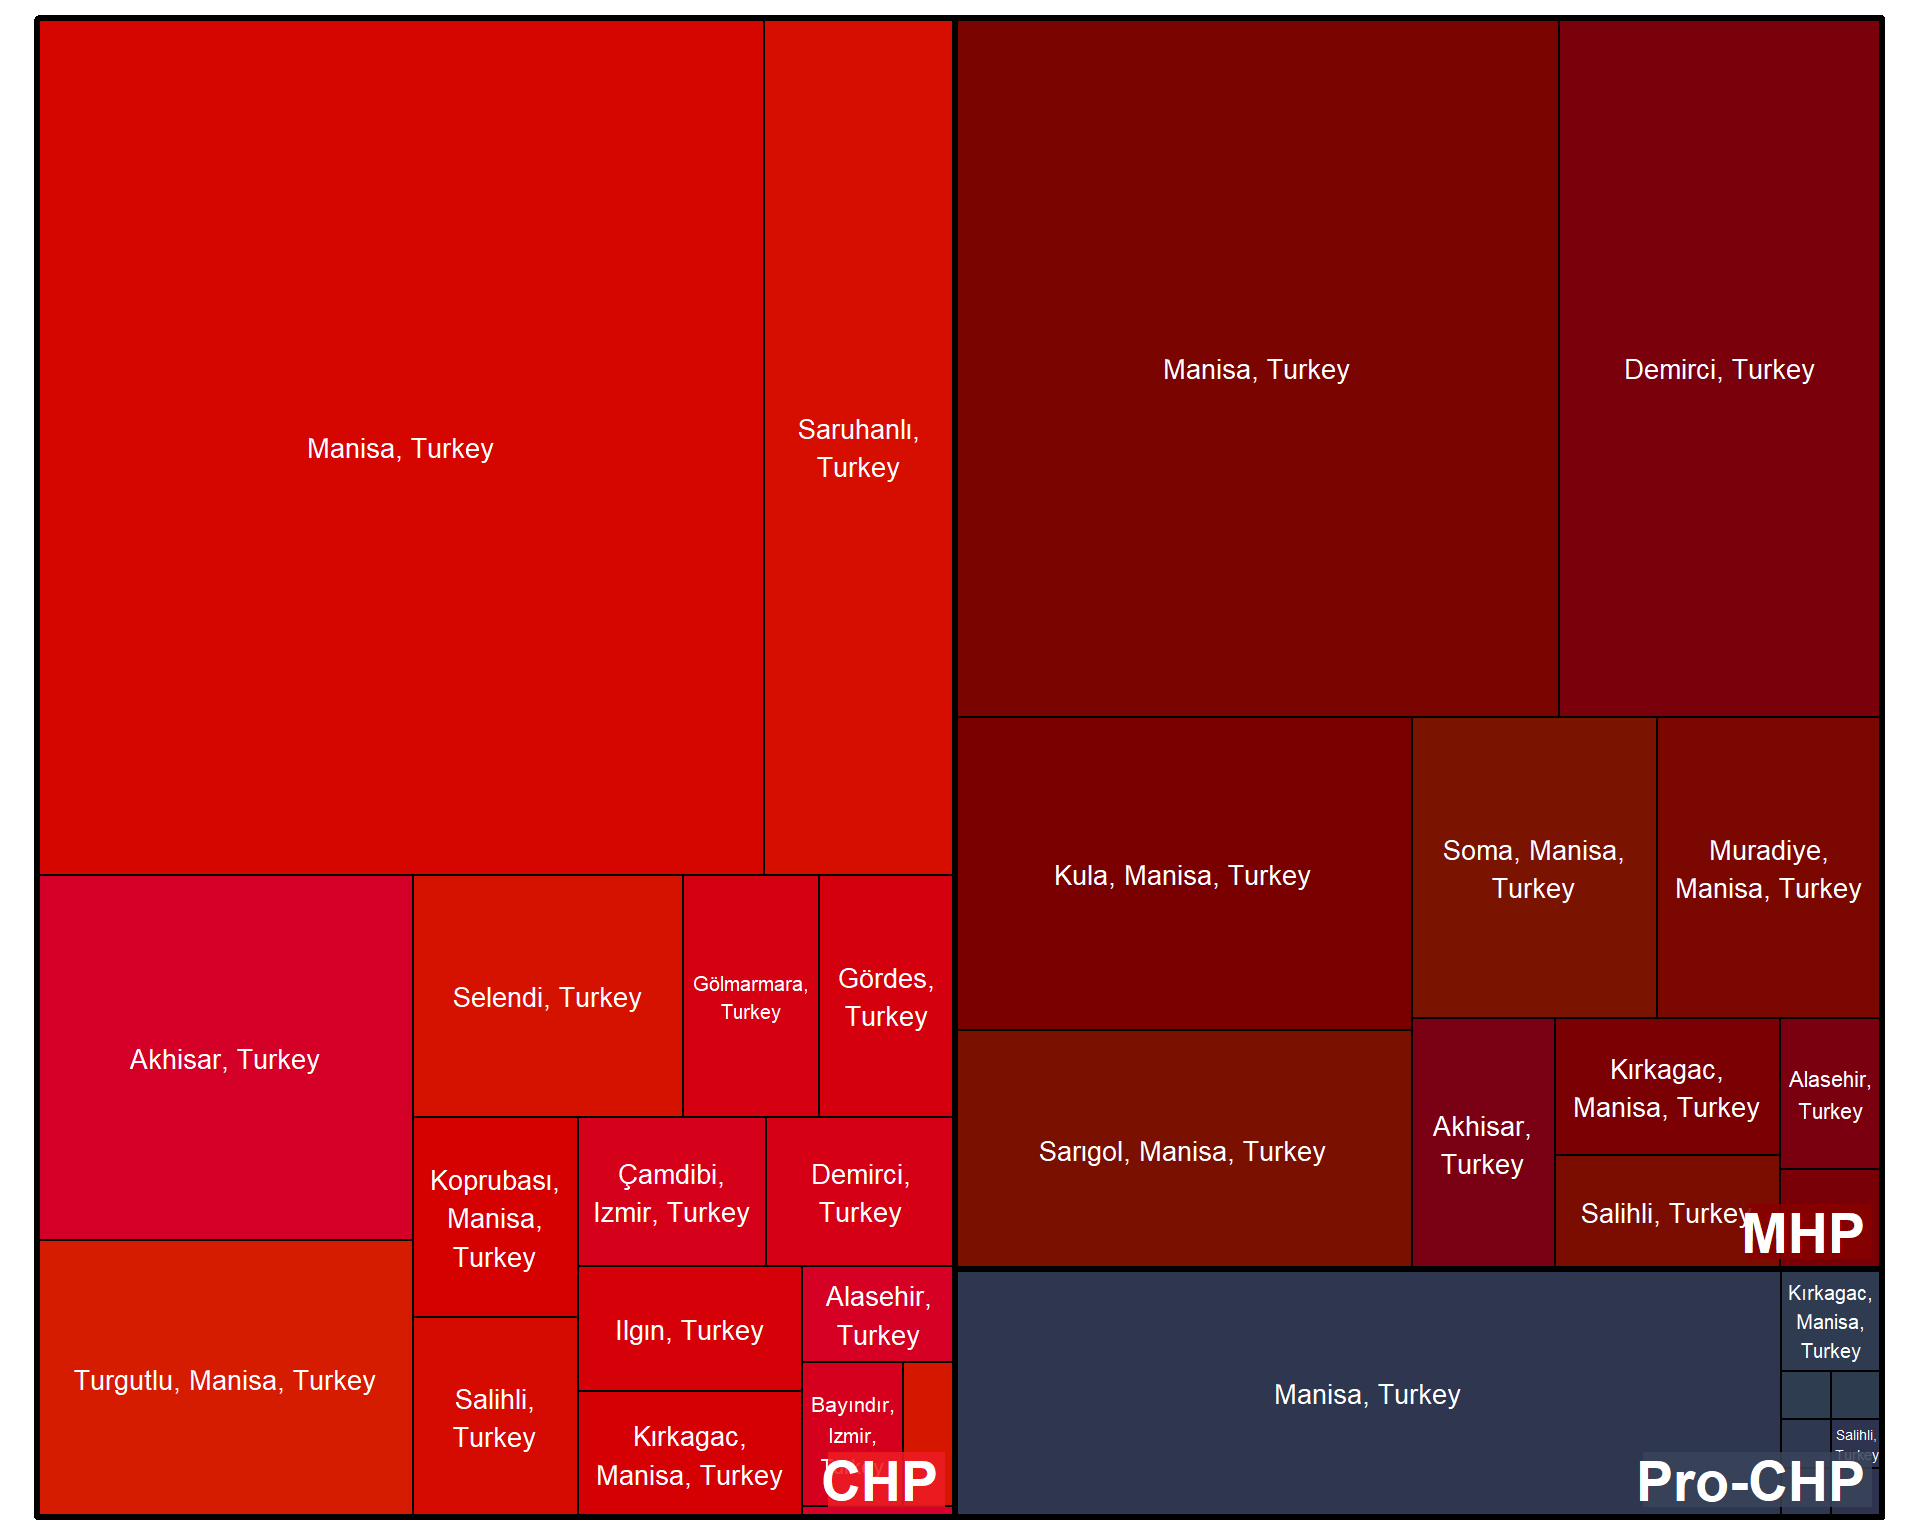 Manisa, Turkey
Saruhanlı,
Turkey
Akhisar, Turkey
Turgutlu, Manisa, Turkey
Selendi, Turkey
Gölmarmara,
Turkey
Gördes,
Turkey
Koprubası,
Manisa,
Turkey
Salihli,
Turkey
Çamdibi,
Izmir, Turkey
Demirci,
Turkey
Ilgın, Turkey
Kırkagac,
Manisa, Turkey
Alasehir,
Turkey
Bayındır,
Izmir,
CHP
Manisa, Turkey
Demirci, Turkey
Kula, Manisa, Turkey
Sarıgol, Manisa, Turkey
Soma, Manisa,
Turkey
Muradiye,
Manisa, Turkey
Akhisar,
Turkey
Kırkagac,
Manisa, Turkey
Salihli, Turkey
Alasehir,
Turkey
MHP
Manisa, Turkey
Kırkagac,
Manisa,
Turkey
Salihli,
Turkey
Pro-CHP